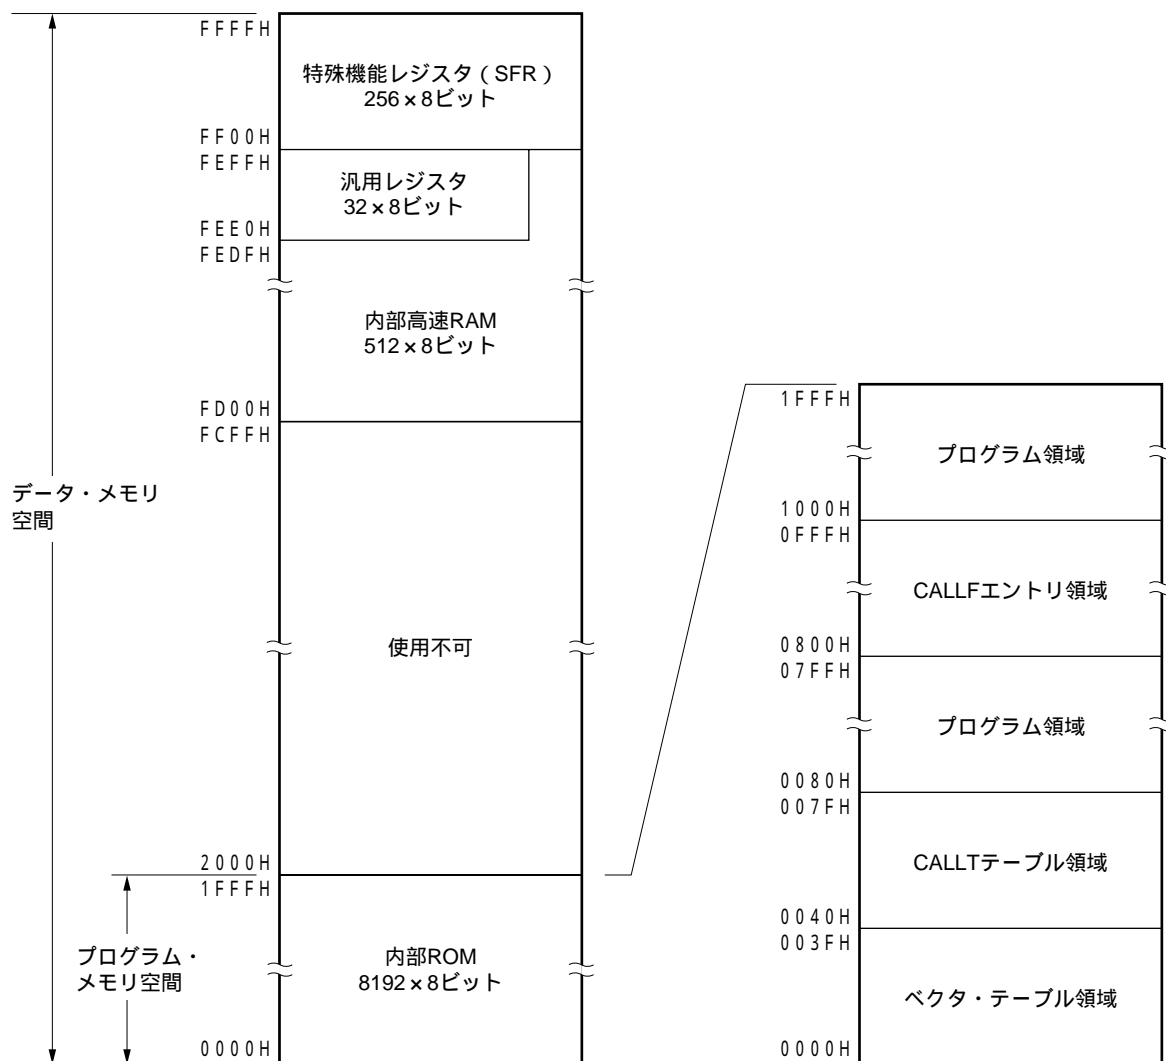 FFFFH
特殊機能レジスタ(SFR)
256×8ビット
FF00H
FEFFH
汎用レジスタ
32×8ビット
FEE0H
FEDFH
内部高速RAM
512×8ビット
FD00H
FCFFH
データ・メモリ
空間
使用不可
2000H
1FFFH
プログラム・
メモリ空間
内部ROM
8192×8ビット
0000H
1FFFH
プログラム領域
1000H
0FFFH
CALLFエントリ領域
0800H
07FFH
プログラム領域
0080H
007FH
CALLTテーブル領域
0040H
003FH
ベクタ・テーブル領域
0000H